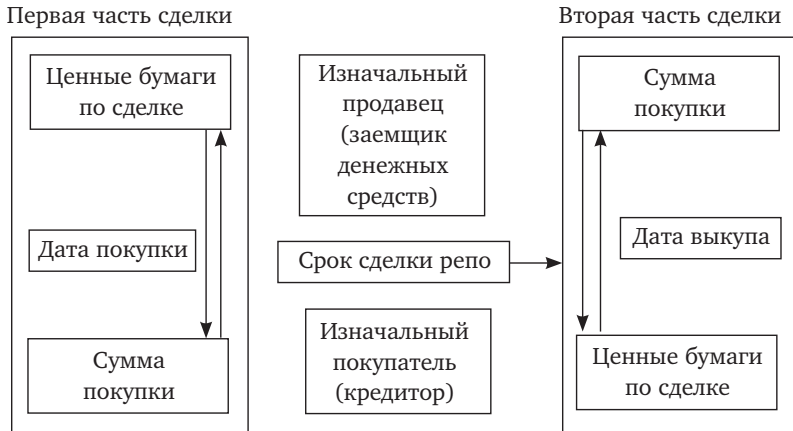 Первая часть сделки
Вторая часть сделки
Ценные бумаги
по сделке
Изначальный
продавец
(заемщик
денежных
средств)
Сумма
покупки
Дата покупки
Срок сделки репо
Дата выкупа
Сумма
покупки
Изначальный
покупатель
(кредитор)
Ценные бумаги
по сделке